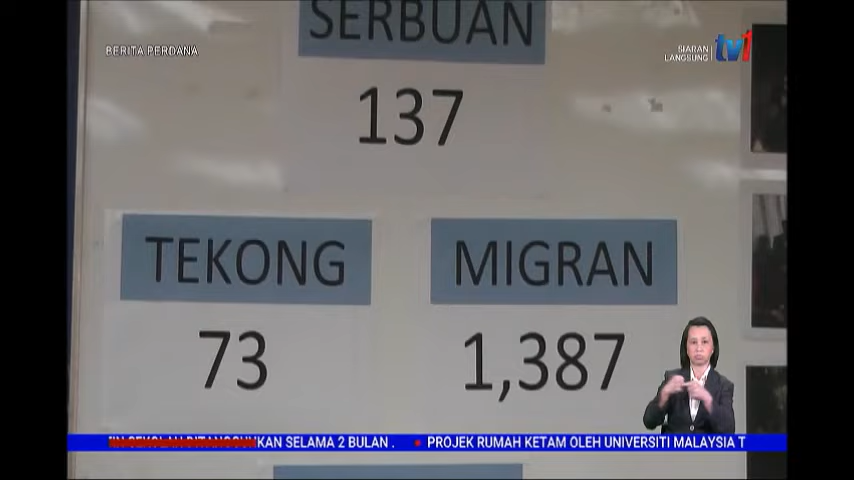 SERBUAN
BERITA PERDANA
SIARAN
LANGSUNG
tv1
137
TEKONG
MIGRAN
73
1,387
KAN SELAMA 2 BULAN .
• PROJEK RUMAH KETAM OLEH UNIVERSITI MALAYSIA T